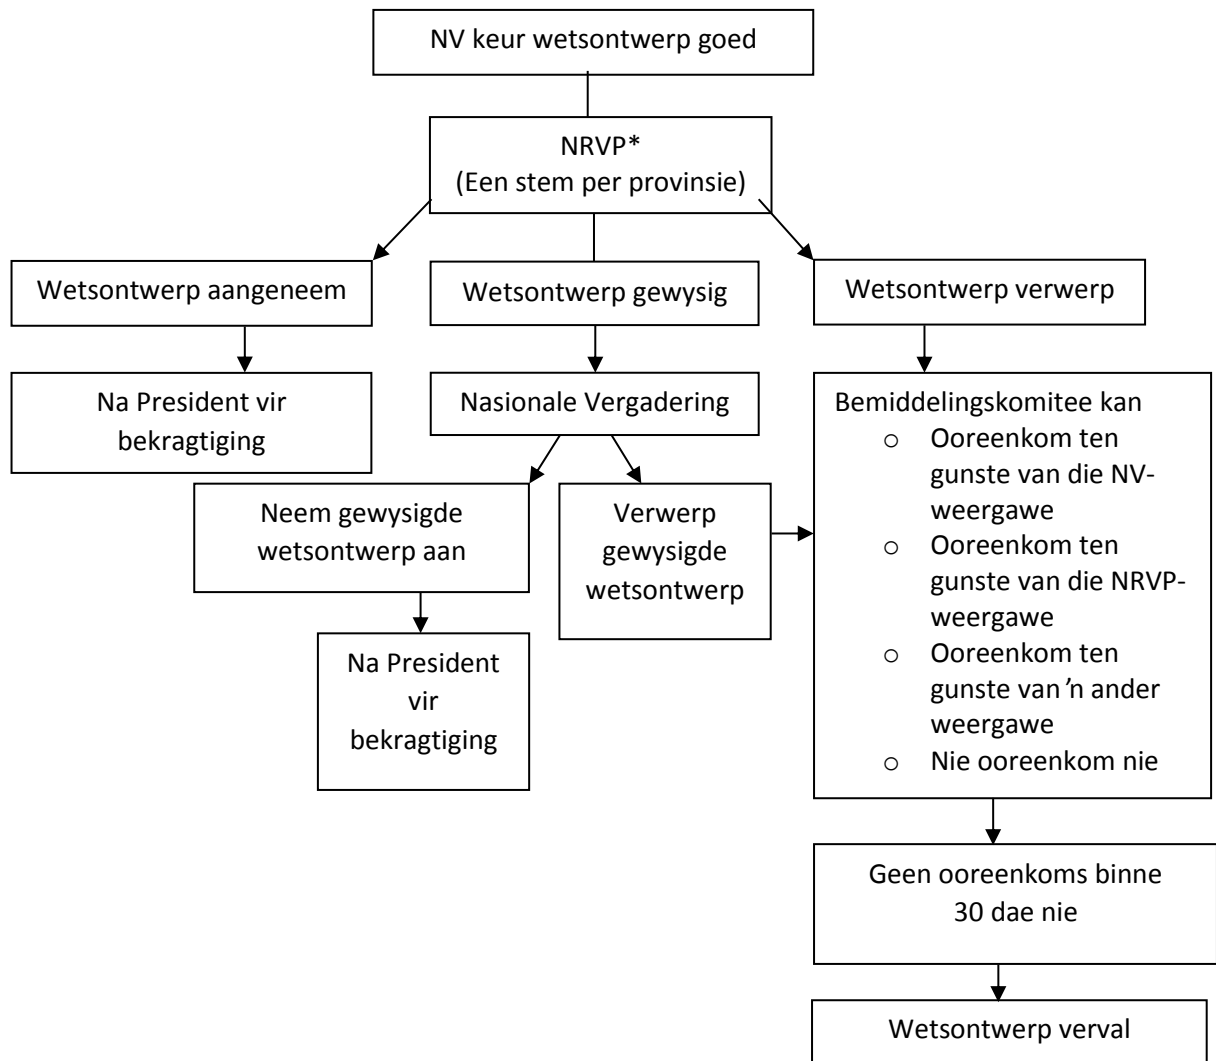 NV keur wetsontwerp goed
NRVP*
(Een stem per provinsie)
Wetsontwerp aangeneem
Wetsontwerp gewysig
Wetsontwerp verwerp
Na President vir
bekragtiging
Nasionale Vergadering
Neem gewysigde
wetsontwerp aan
Na President
vir
bekragtiging
Verwerp
gewysigde
wetsontwerp
Bemiddelingskomitee kan
o Ooreenkom ten
gunste van die NV-
weergawe
o Ooreenkom ten
gunste van die NRVP-
weergawe
o Ooreenkom ten
gunste van 'n ander
weergawe
o Nie ooreenkom nie
Geen ooreenkoms binne
30 dae nie
Wetsontwerp verval